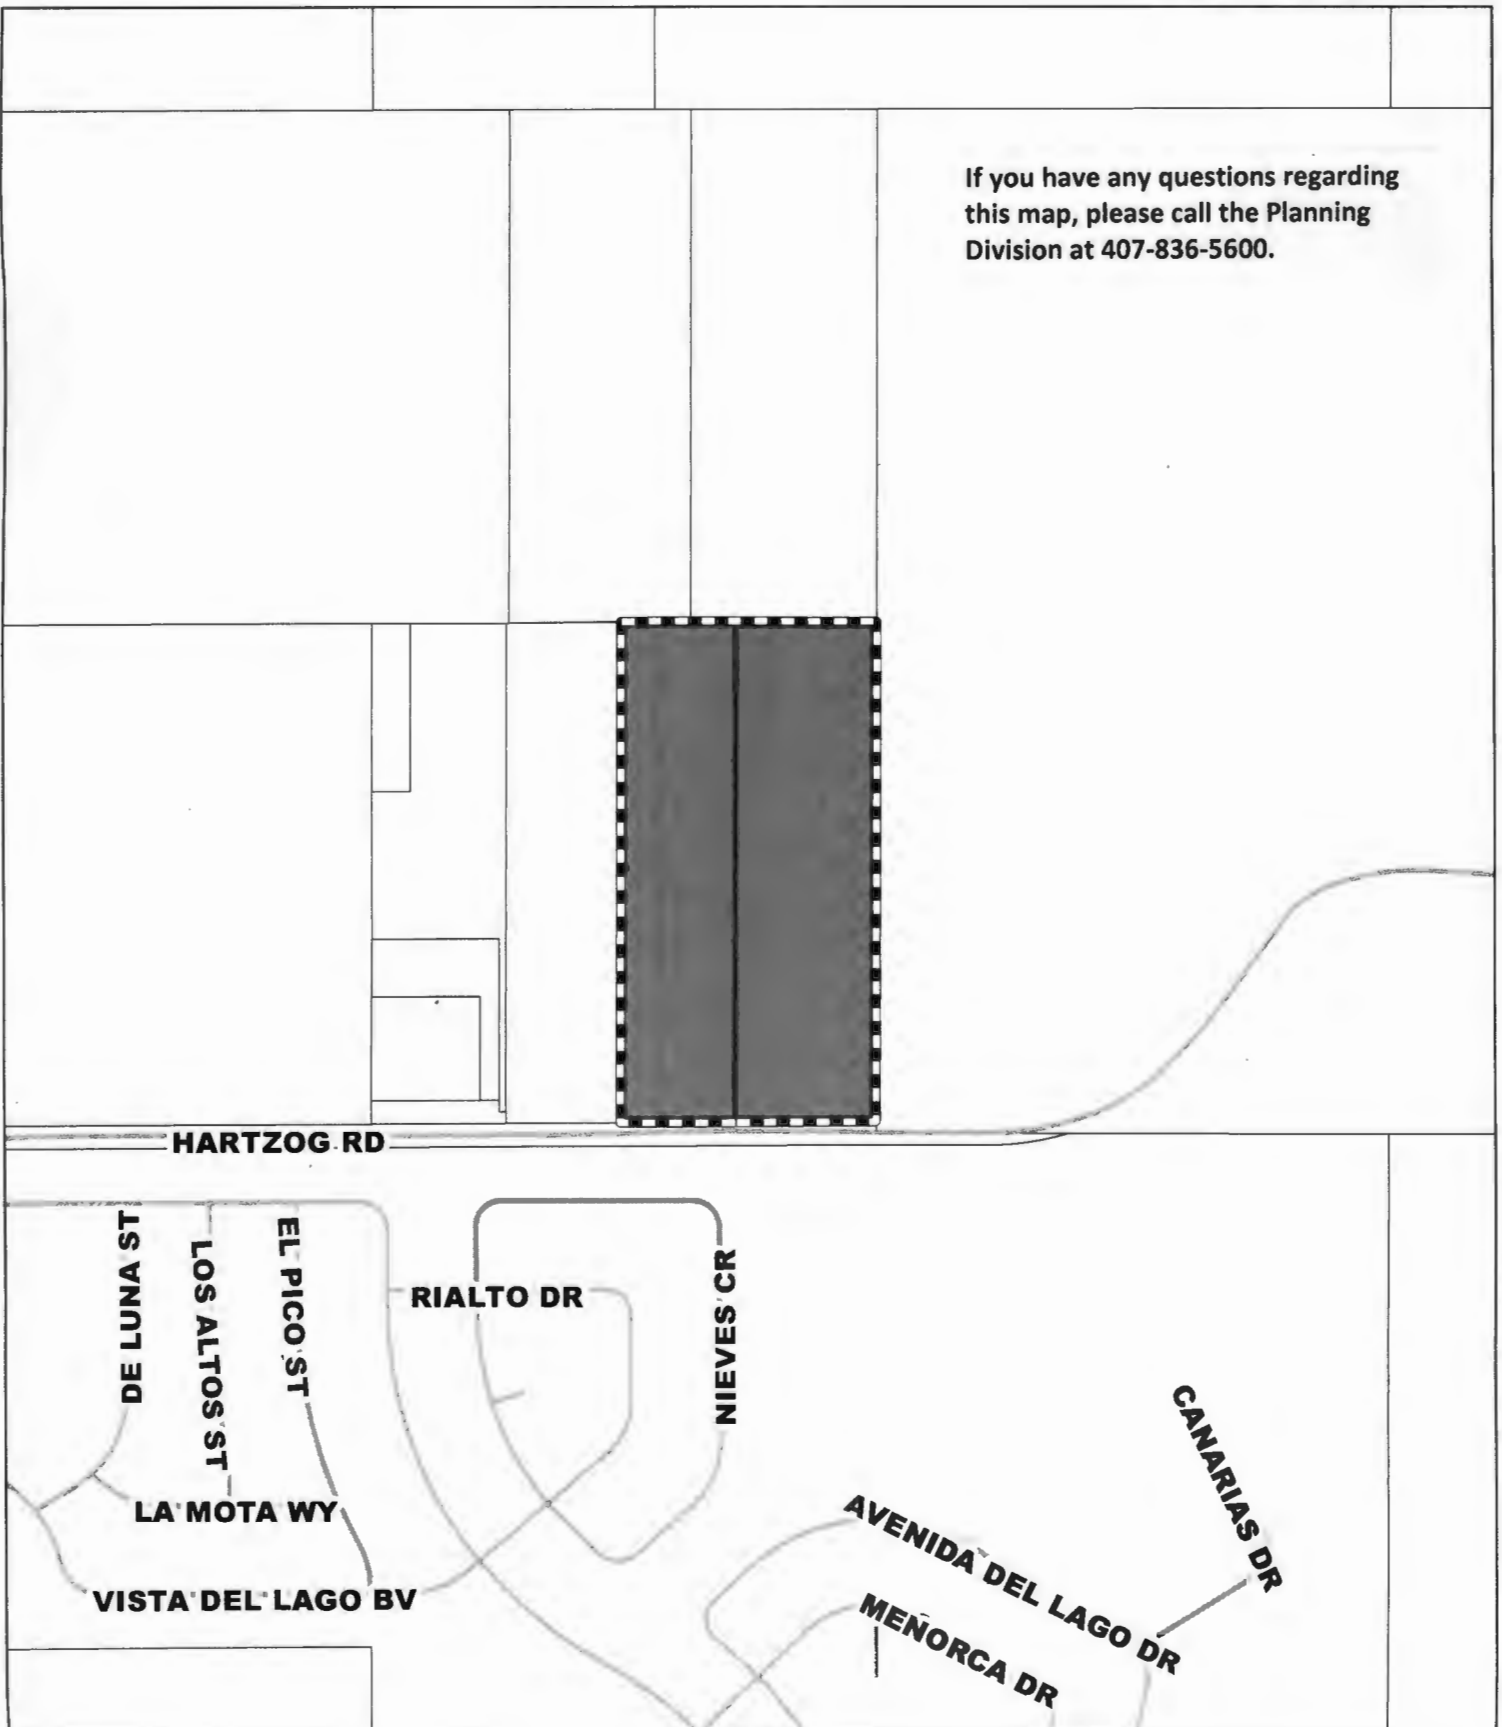 If you have any questions regarding
this map, please call the Planning
Division at 407-836-5600.
HARTZOG RD
DE LUNA ST
LOS ALTOS ST
EL PICO ST
RIALTO DR
NIEVES CR
LA MOTA WY
VISTA DEL LAGO BV
AVENIDA DEL LAGO DR
MENORCA DR
CANARIAS DR